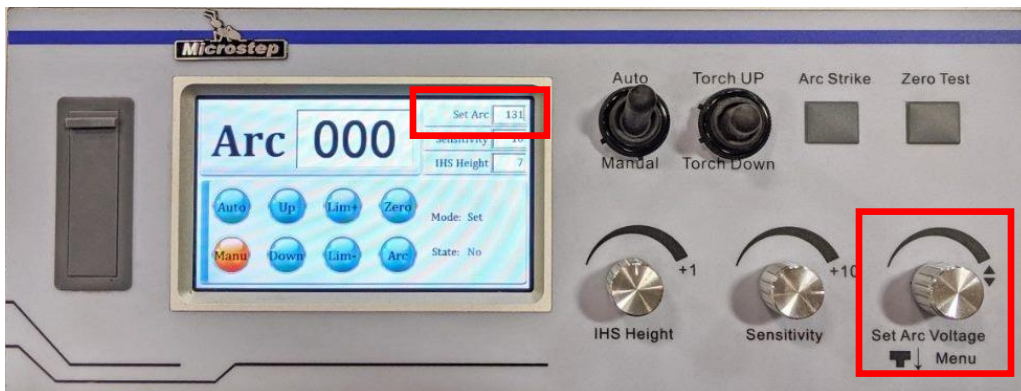 Microstep
Arc 000
Set Arc 131
Sensitivity 10
IHS Height 7
Auto Up Lim+ Zero
Mode: Set
Manu Down Lim- Arc
State: No
Auto
Manual
Torch UP
Torch Down
Arc Strike
Zero Test
+1
IHS Height
+10
Sensitivity
Set Arc Voltage
Menu